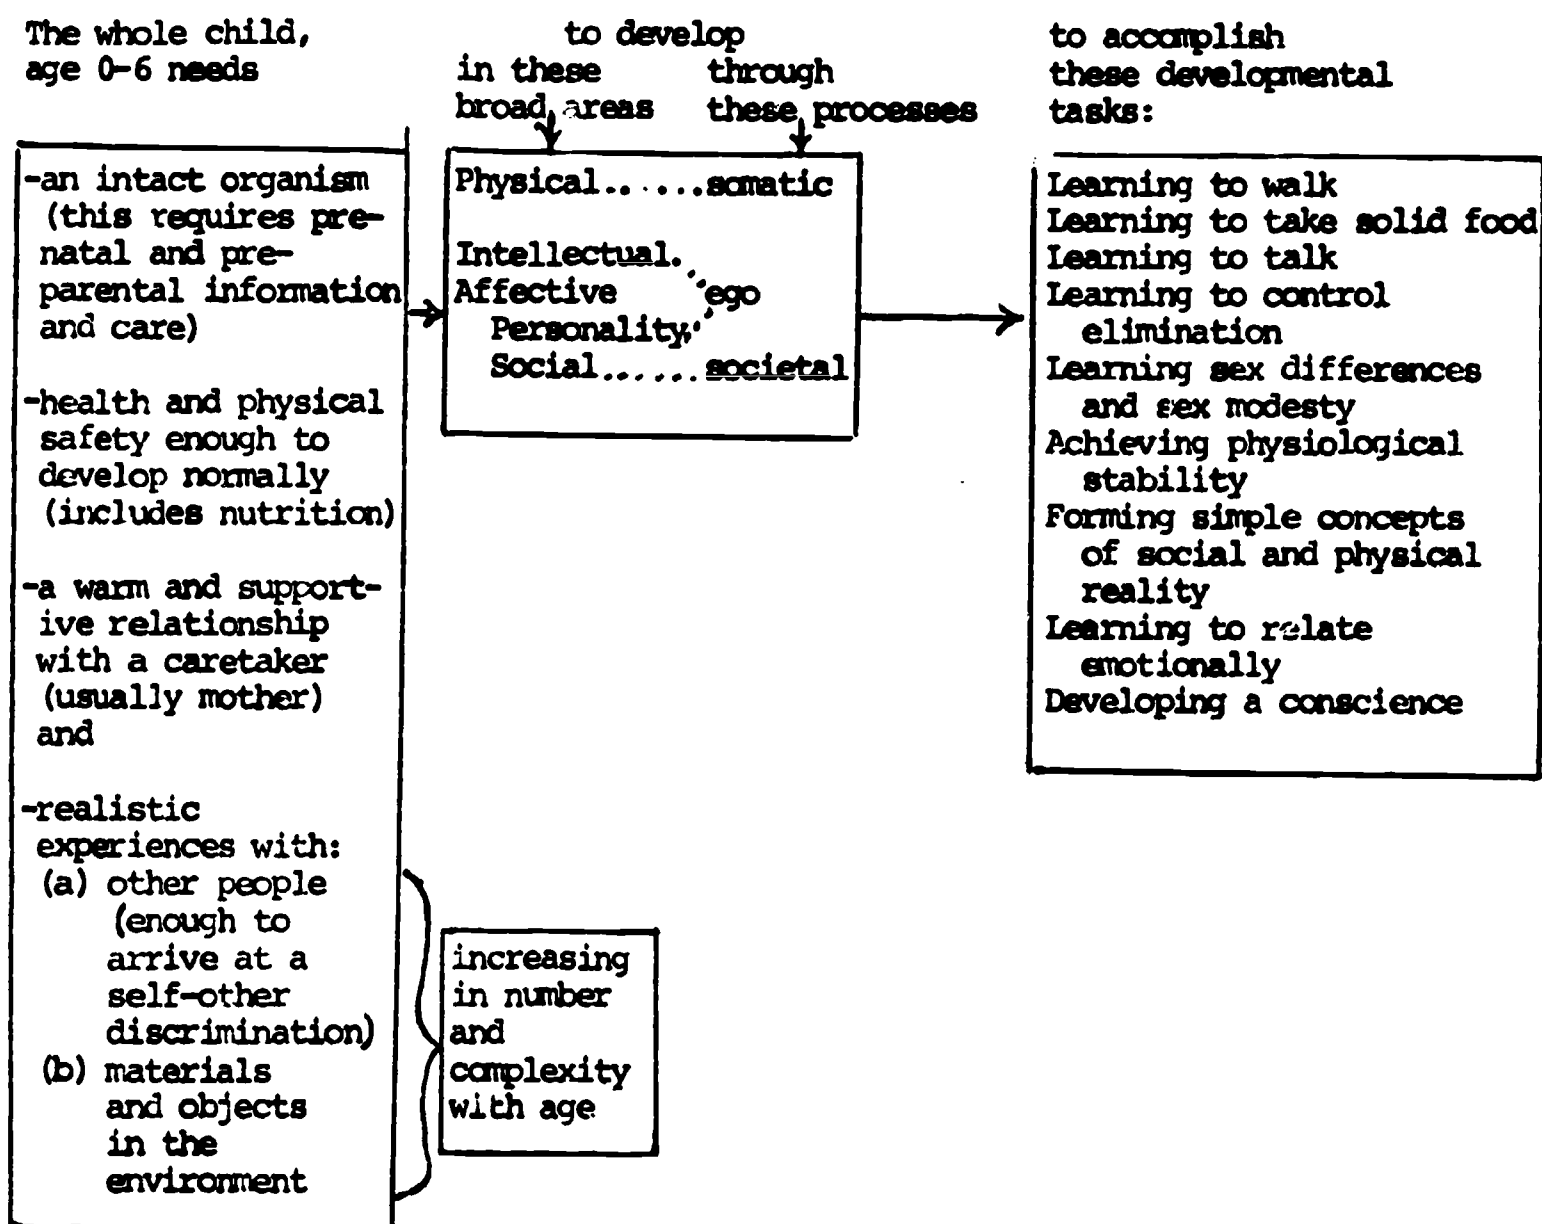 The whole child,
age 0-6 needs
to develop
in these
broad areas
through
these processes
to accomplish
these developmental
tasks:
-an intact organism
(this requires pre-
natal and pre-
parental information
and care)
-health and physical
safety enough to
develop normally
(includes nutrition)
-a warm and support-
ive relationship
with a caretaker
(usually mother)
and
-realistic
experiences with:
(a) other people
(enough to
arrive at a
self-other
discrimination)
(b) materials
and objects
in the
environment
increasing
in number
and
complexity
with age
Physical.......somatic
Intellectual.
Affective ego
Personality
Social......societal
Learning to walk
Learning to take solid food
Learning to talk
Learning to control
elimination
Learning sex differences
and sex modesty
Achieving physiological
stability
Forming simple concepts
of social and physical
reality
Learning to relate
emotionally
Developing a conscience